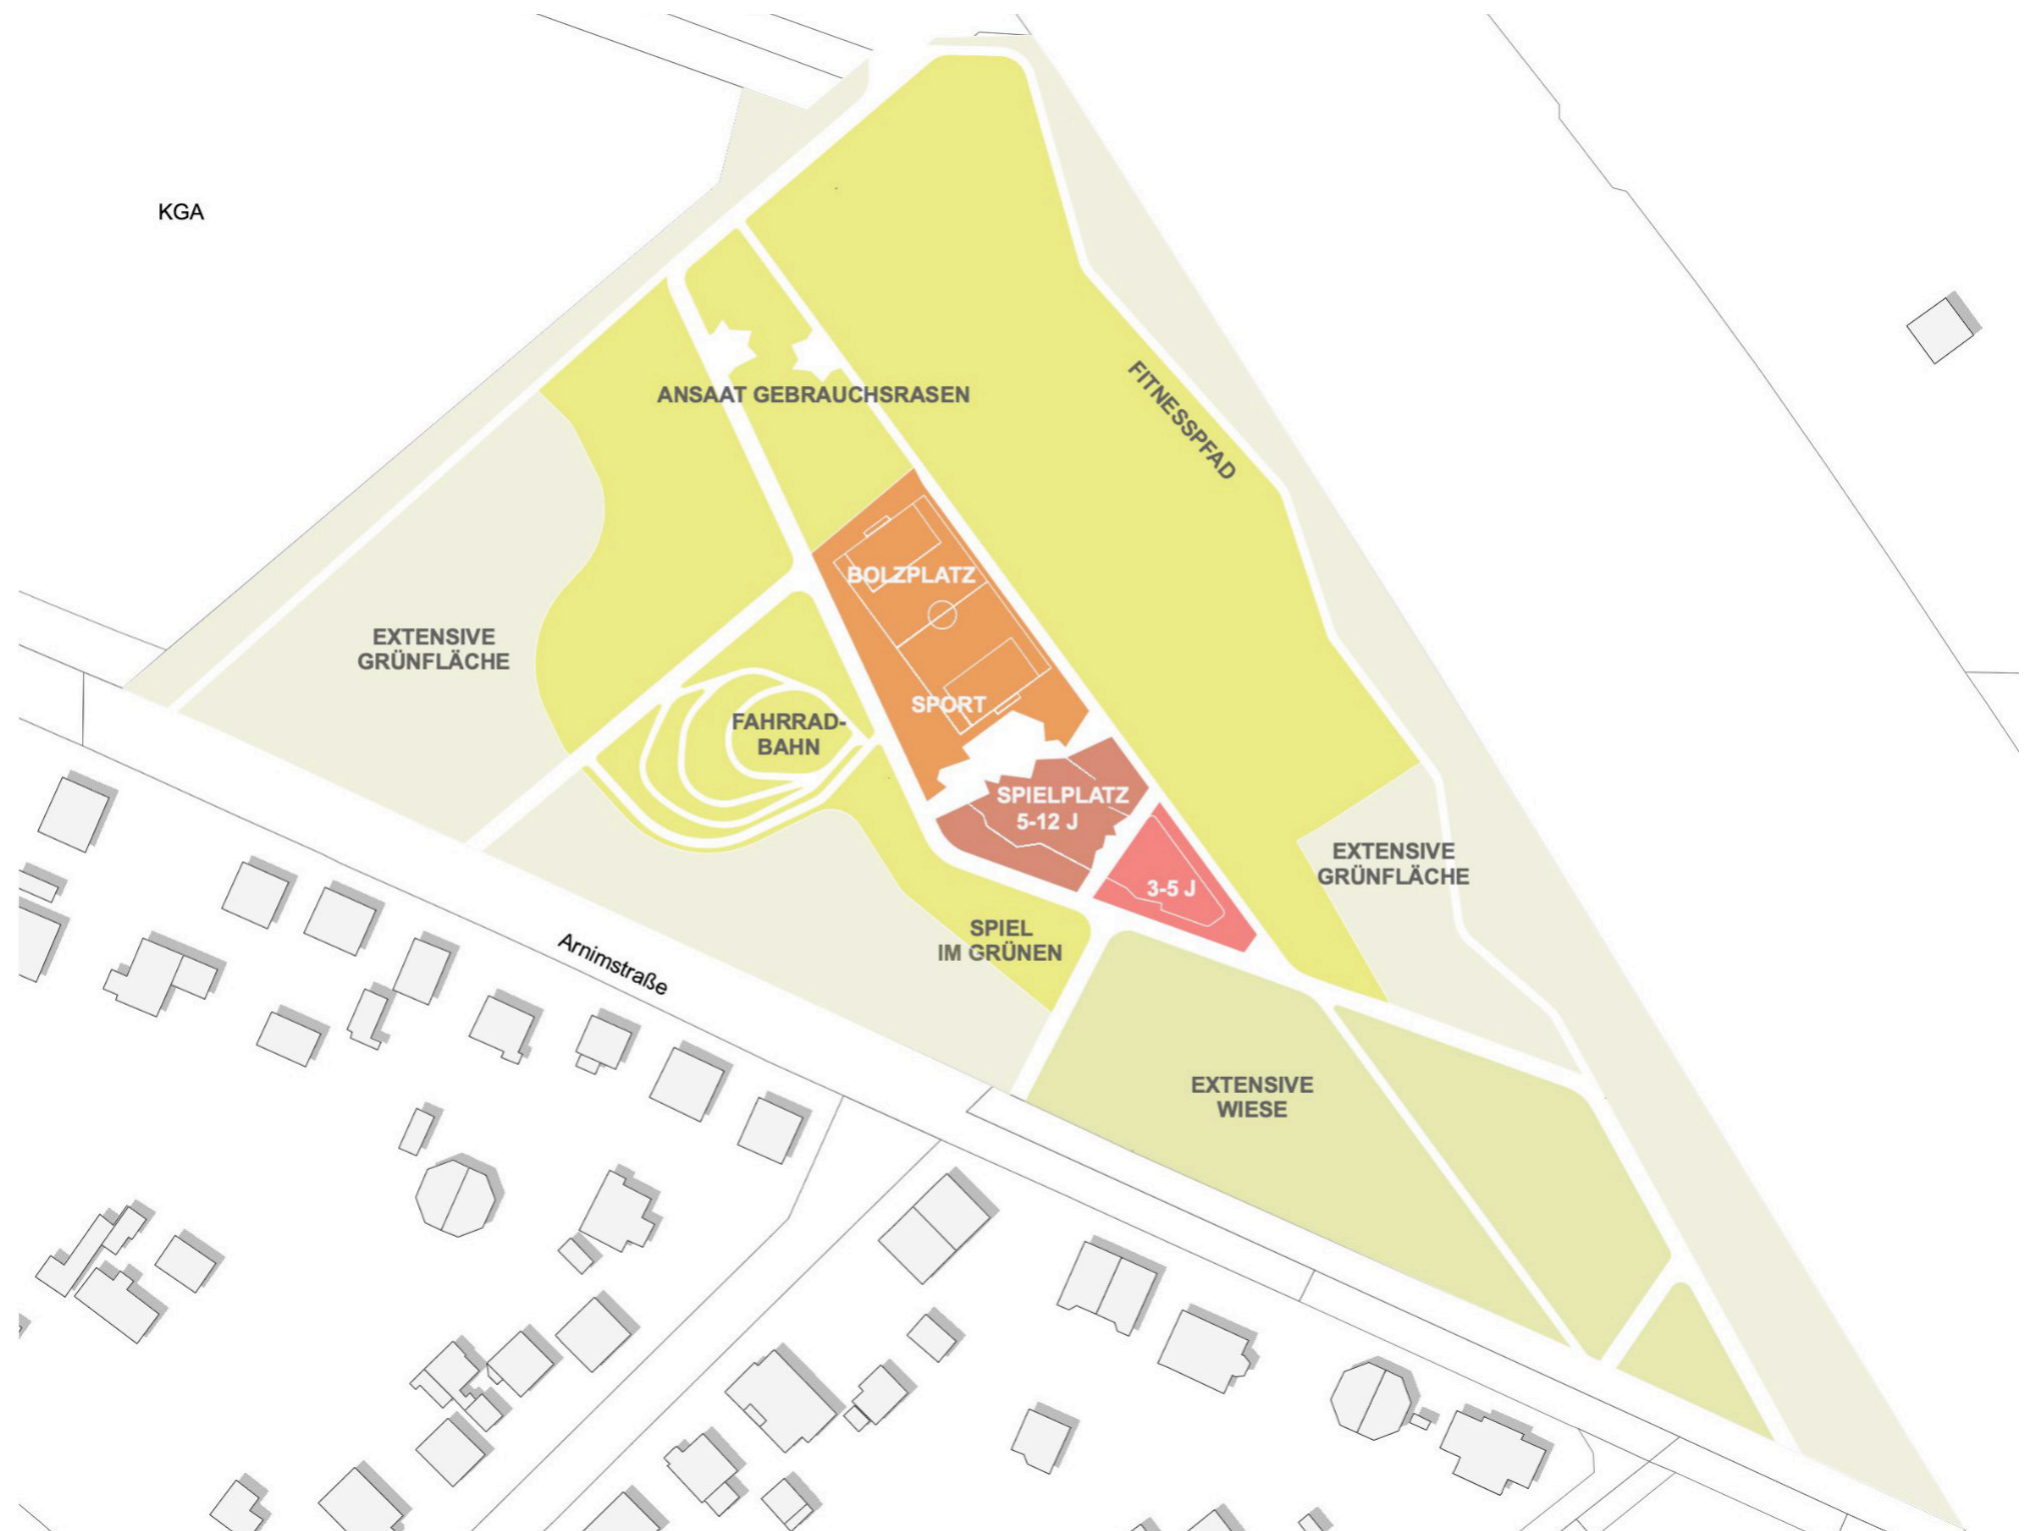 KGA
ANSAAT GEBRAUCHSRASEN
FITNESSPFAD
BOLZPLATZ
EXTENSIVE
GRÜNFLÄCHE
SPORT
FAHRRAD-
BAHN
SPIELPLATZ
5-12 J
EXTENSIVE
GRÜNFLÄCHE
3-5 J
SPIEL
IM GRÜNEN
Arnimstraße
EXTENSIVE
WIESE